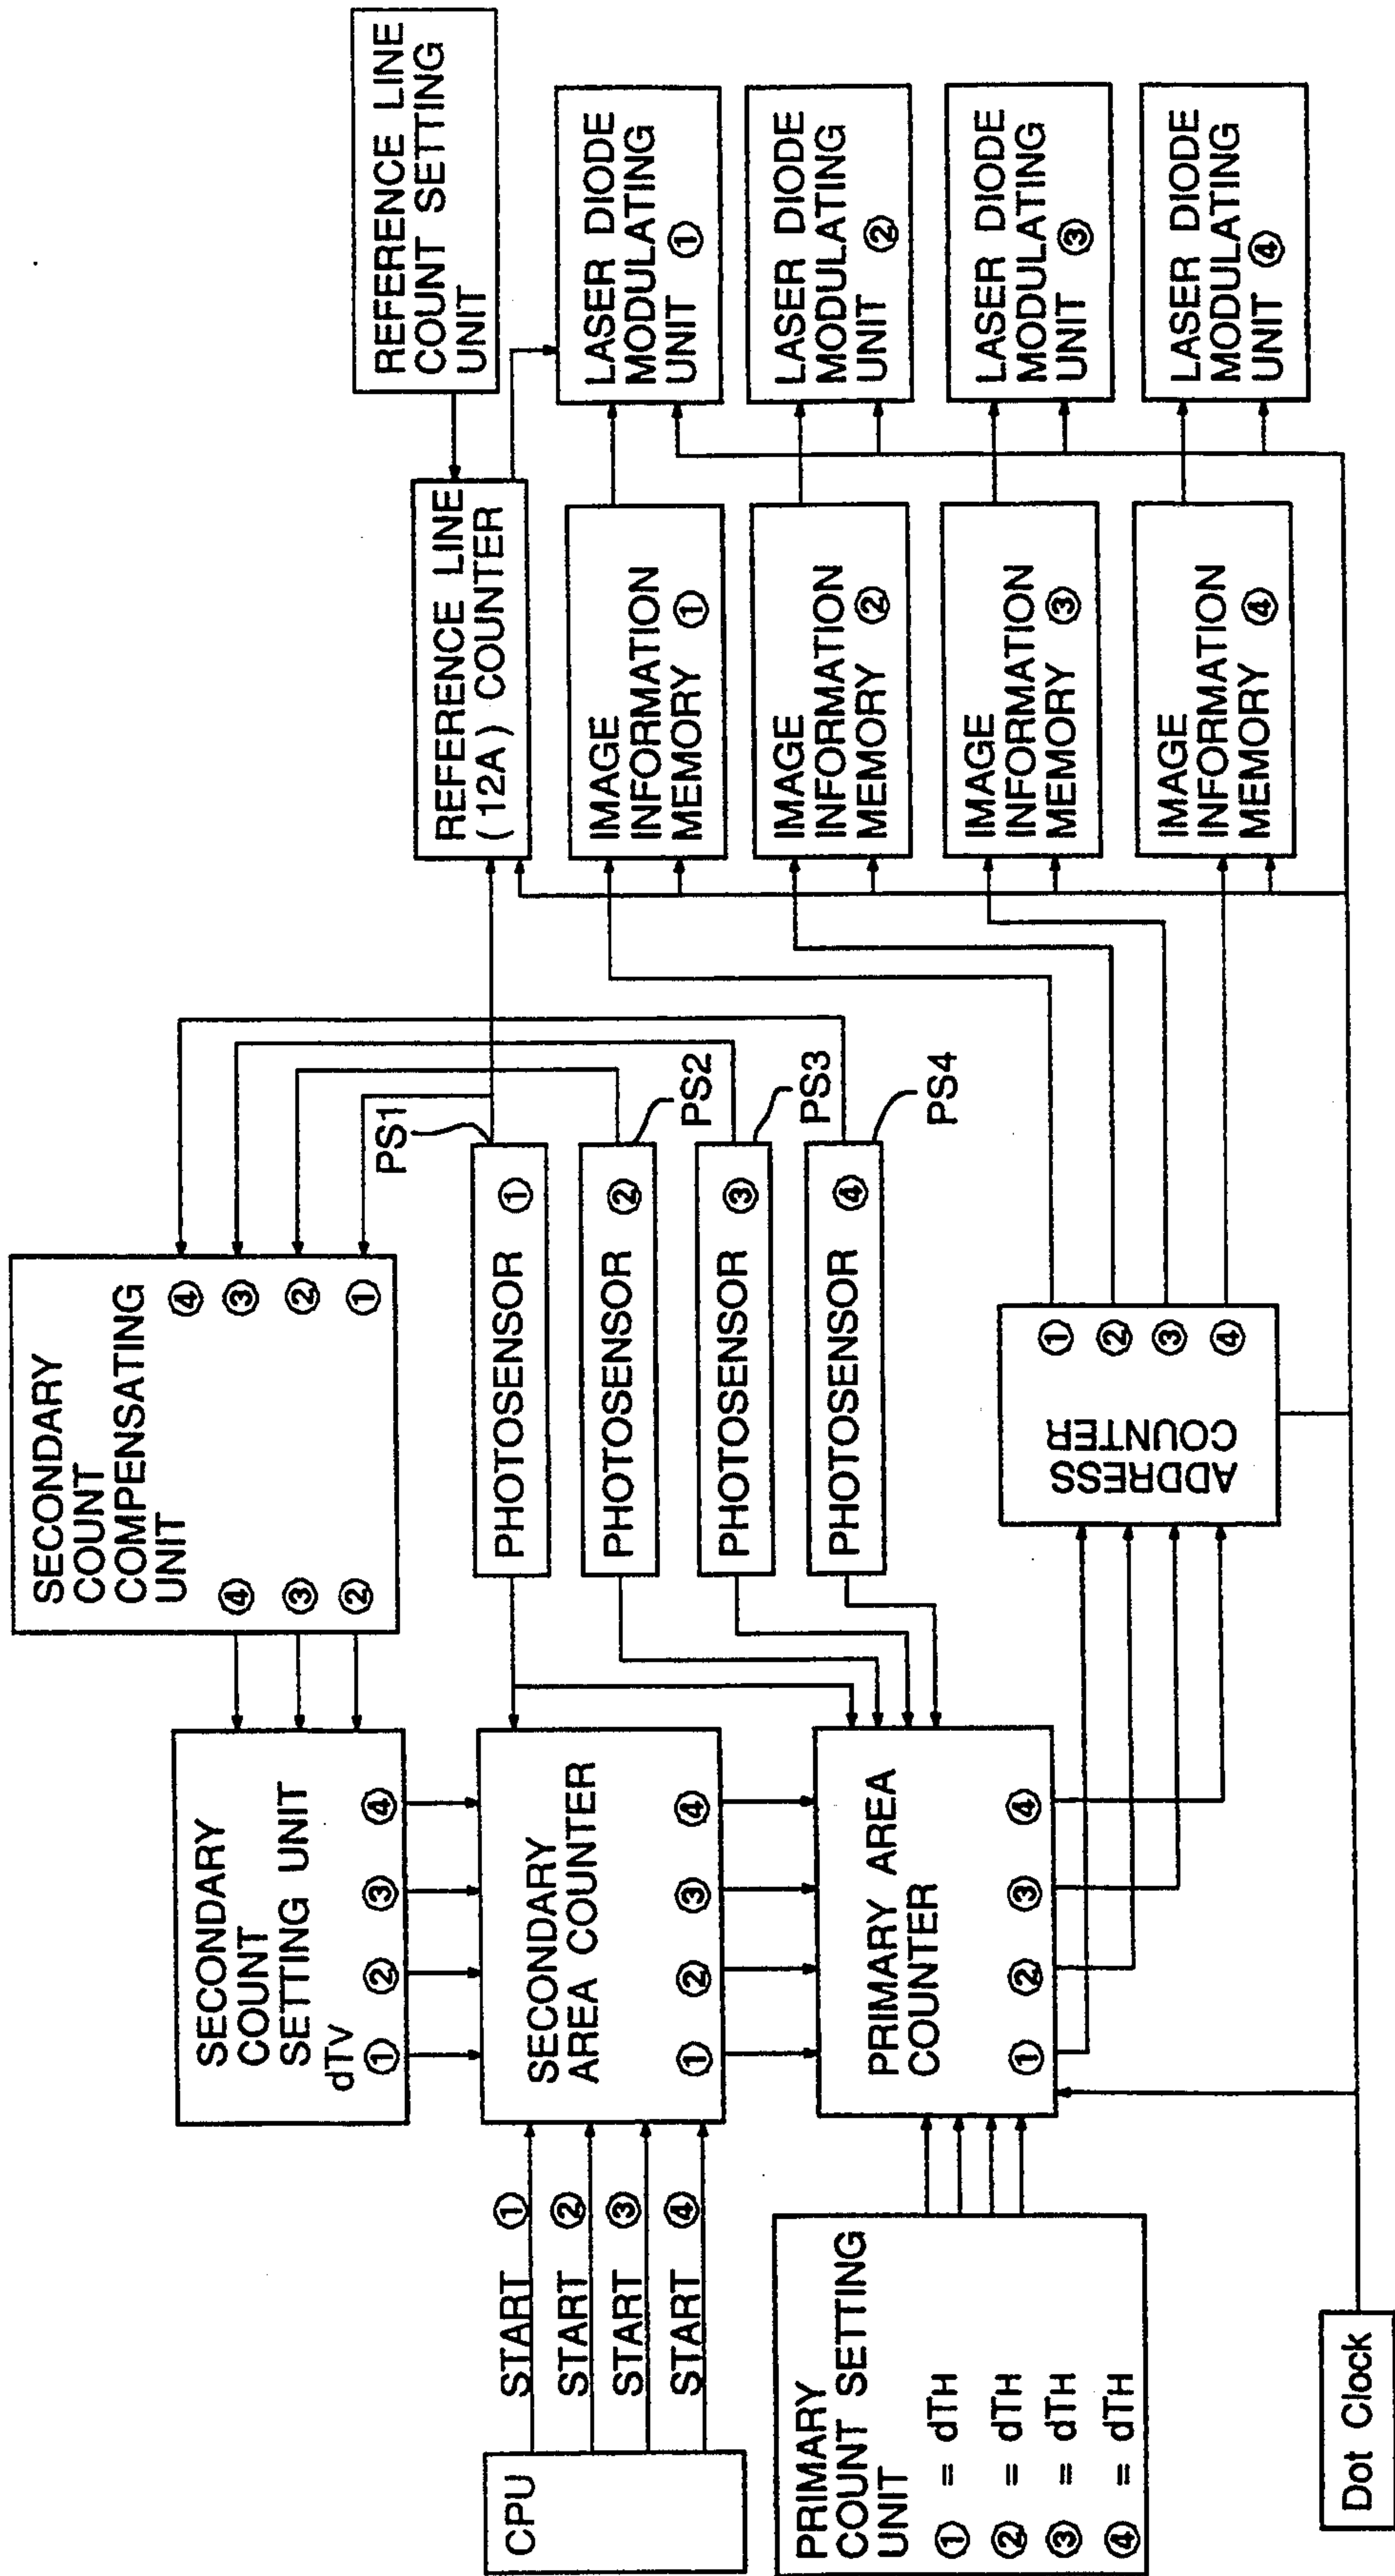 SECONDARY
COUNT
COMPENSATING
UNIT
④
③
②
④
③
②
①
SECONDARY
COUNT
SETTING UNIT
dTV
① ② ③ ④
REFERENCE LINE
COUNT SETTING
UNIT
REFERENCE LINE
(12A) COUNTER
CPU
START ①
START ②
START ③
START ④
SECONDARY
AREA COUNTER
① ② ③ ④
PHOTOSENSOR ①
PS1
PHOTOSENSOR ②
PS2
PHOTOSENSOR ③
PS3
PHOTOSENSOR ④
PS4
IMAGE
INFORMATION
MEMORY ①
LASER DIODE
MODULATING
UNIT ①
IMAGE
INFORMATION
MEMORY ②
LASER DIODE
MODULATING
UNIT ②
IMAGE
INFORMATION
MEMORY ③
LASER DIODE
MODULATING
UNIT ③
IMAGE
INFORMATION
MEMORY ④
LASER DIODE
MODULATING
UNIT ④
PRIMARY
COUNT SETTING
UNIT
① = dTH
② = dTH
③ = dTH
④ = dTH
PRIMARY AREA
COUNTER
① ② ③ ④
ADDRESS
COUNTER
①
②
③
④
Dot Clock